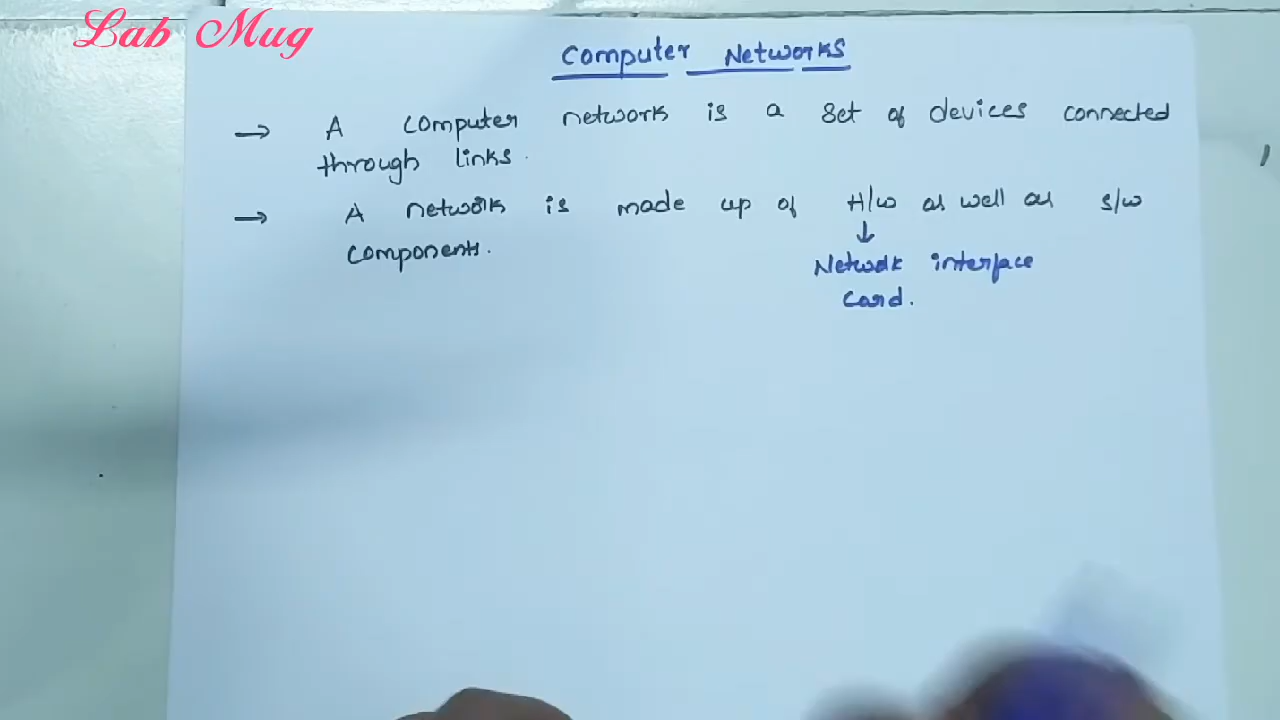 Lab Mug
Computer Networks
→ A computer network is a set of devices connected
through links.
→ A network is made up of H/w as well as s/w
components.
↓
Network interface
Card.